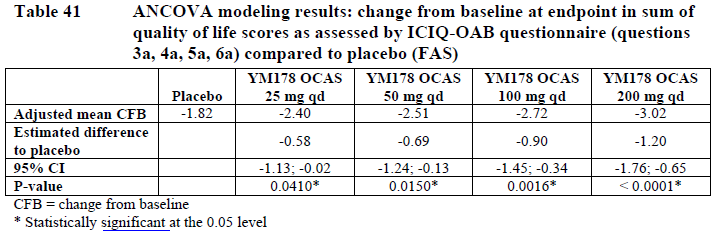 Table 41 ANCOVA modeling results: change from baseline at endpoint in sum of
quality of life scores as assessed by ICIQ-OAB questionnaire (questions
3a, 4a, 5a, 6a) compared to placebo (FAS)
Placebo YM178 OCAS 25 mg qd YM178 OCAS 50 mg qd YM178 OCAS 100 mg qd YM178 OCAS 200 mg qd
Adjusted mean CFB -1.82 -2.40 -2.51 -2.72 -3.02
Estimated difference to placebo -0.58 -0.69 -0.90 -1.20
95% CI -1.13; -0.02 -1.24; -0.13 -1.45; -0.34 -1.76; -0.65
P-value 0.0410* 0.0150* 0.0016* < 0.0001*
CFB = change from baseline
* Statistically significant at the 0.05 level